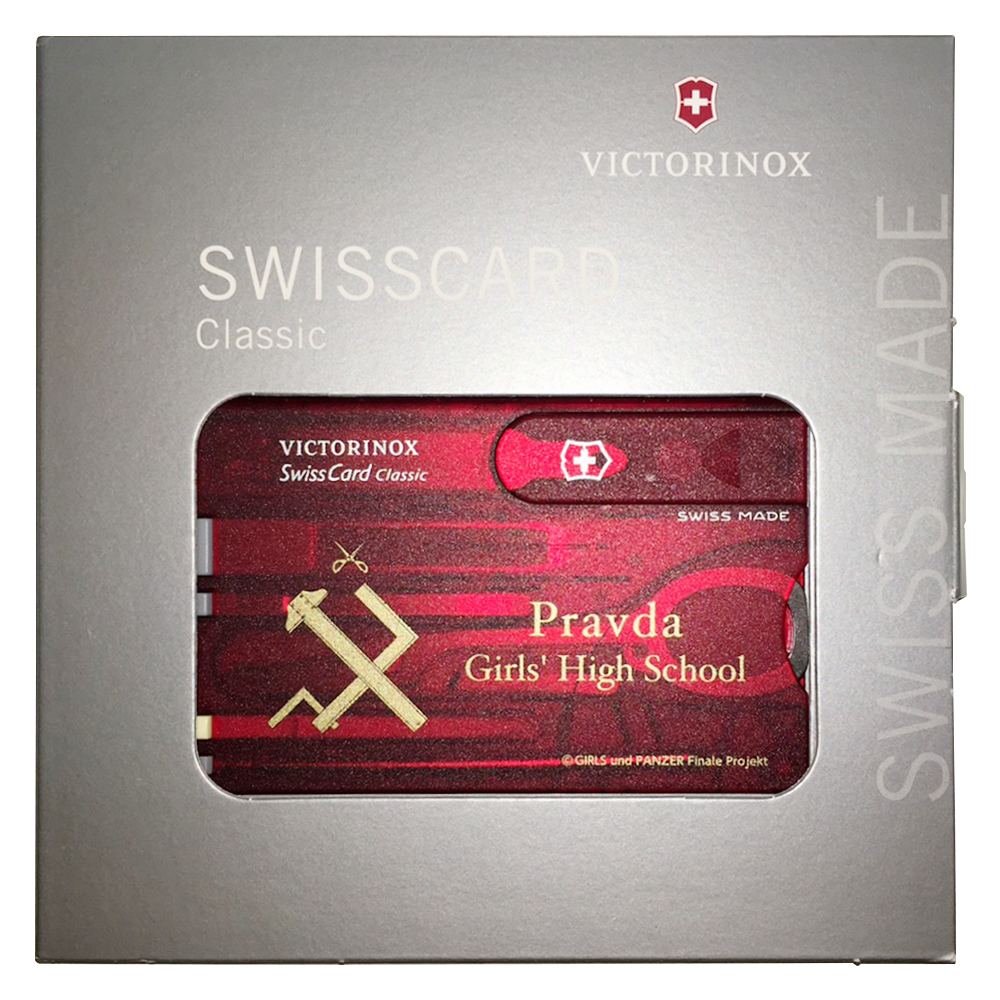 VICTORINOX
SWISSCARD
Classic
SWISS MADE
VICTORINOX
SwissCard Classic
SWISS MADE
Pravda
Girls' High School
©GIRLS und PANZER Finale Projekt